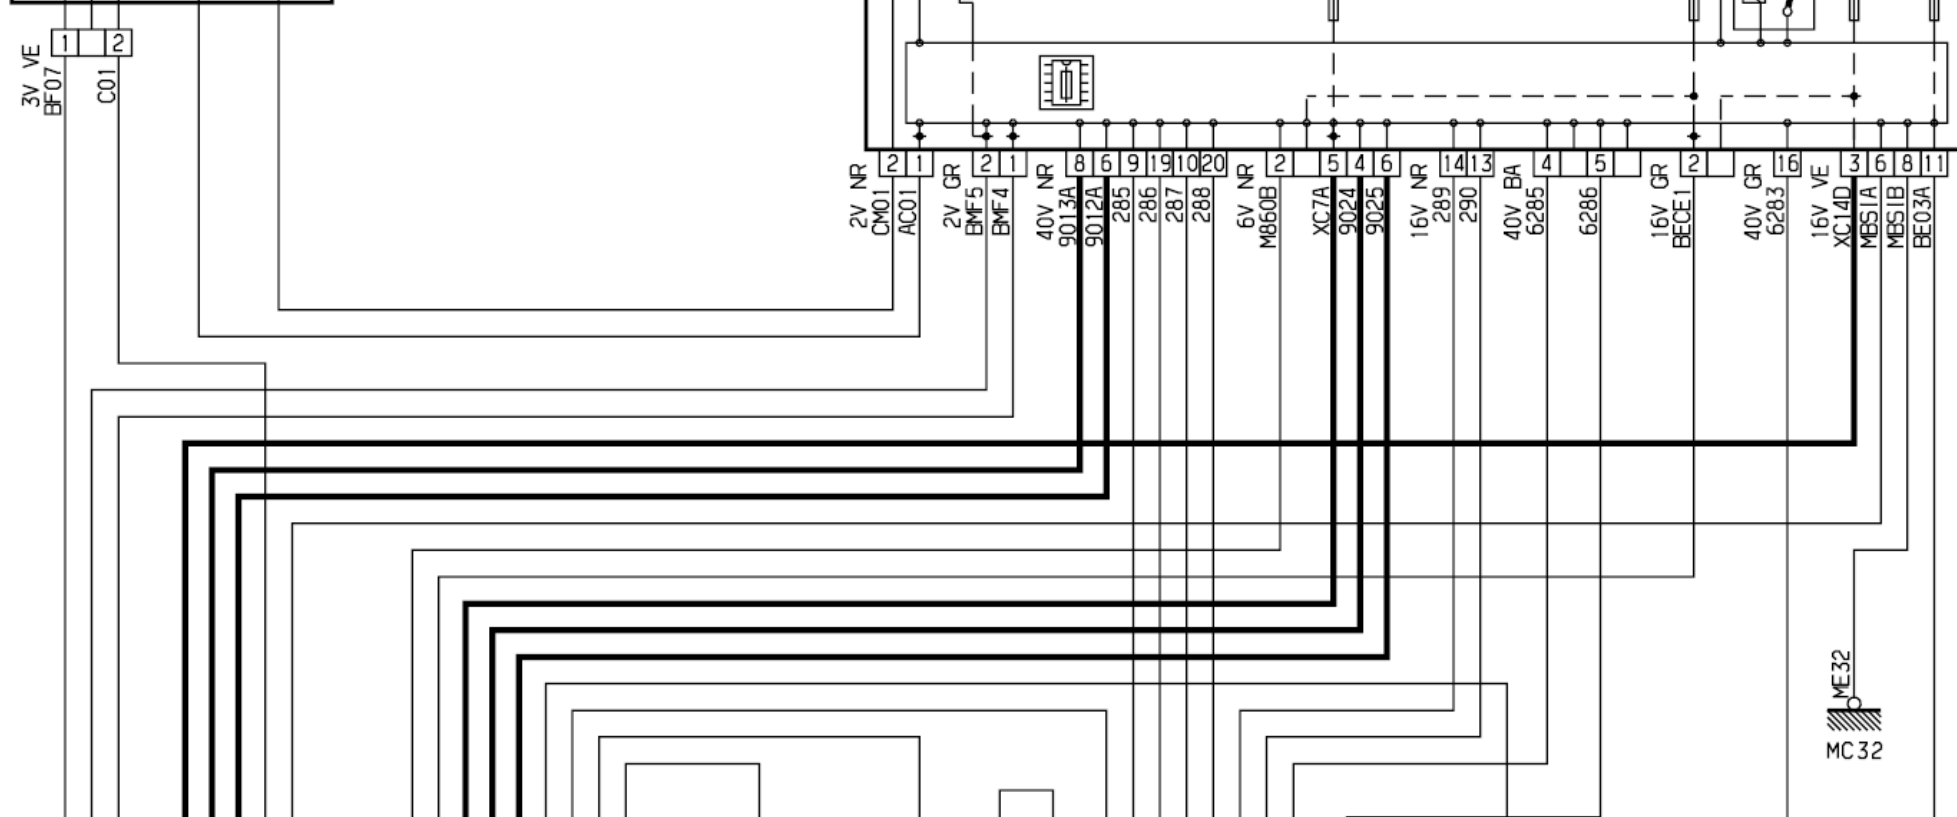 1 2
3V VE
BF07
C01
2 1 2 1 8 6 9 19 10 20 2 5 4 6 14 13 4 5 2 16 3 6 8 11
2V NR
CM01
AC01
2V GR
BMF5
BMF4
40V NR
9013A
9012A
285
286
287
288
6V NR
M860B
XC7A
9024
9025
16V NR
289
290
40V BA
6285
6286
16V GR
BECE1
40V GR
6283
16V VE
XC14D
MBSIA
MBSIB
BE03A
ME32
MC32